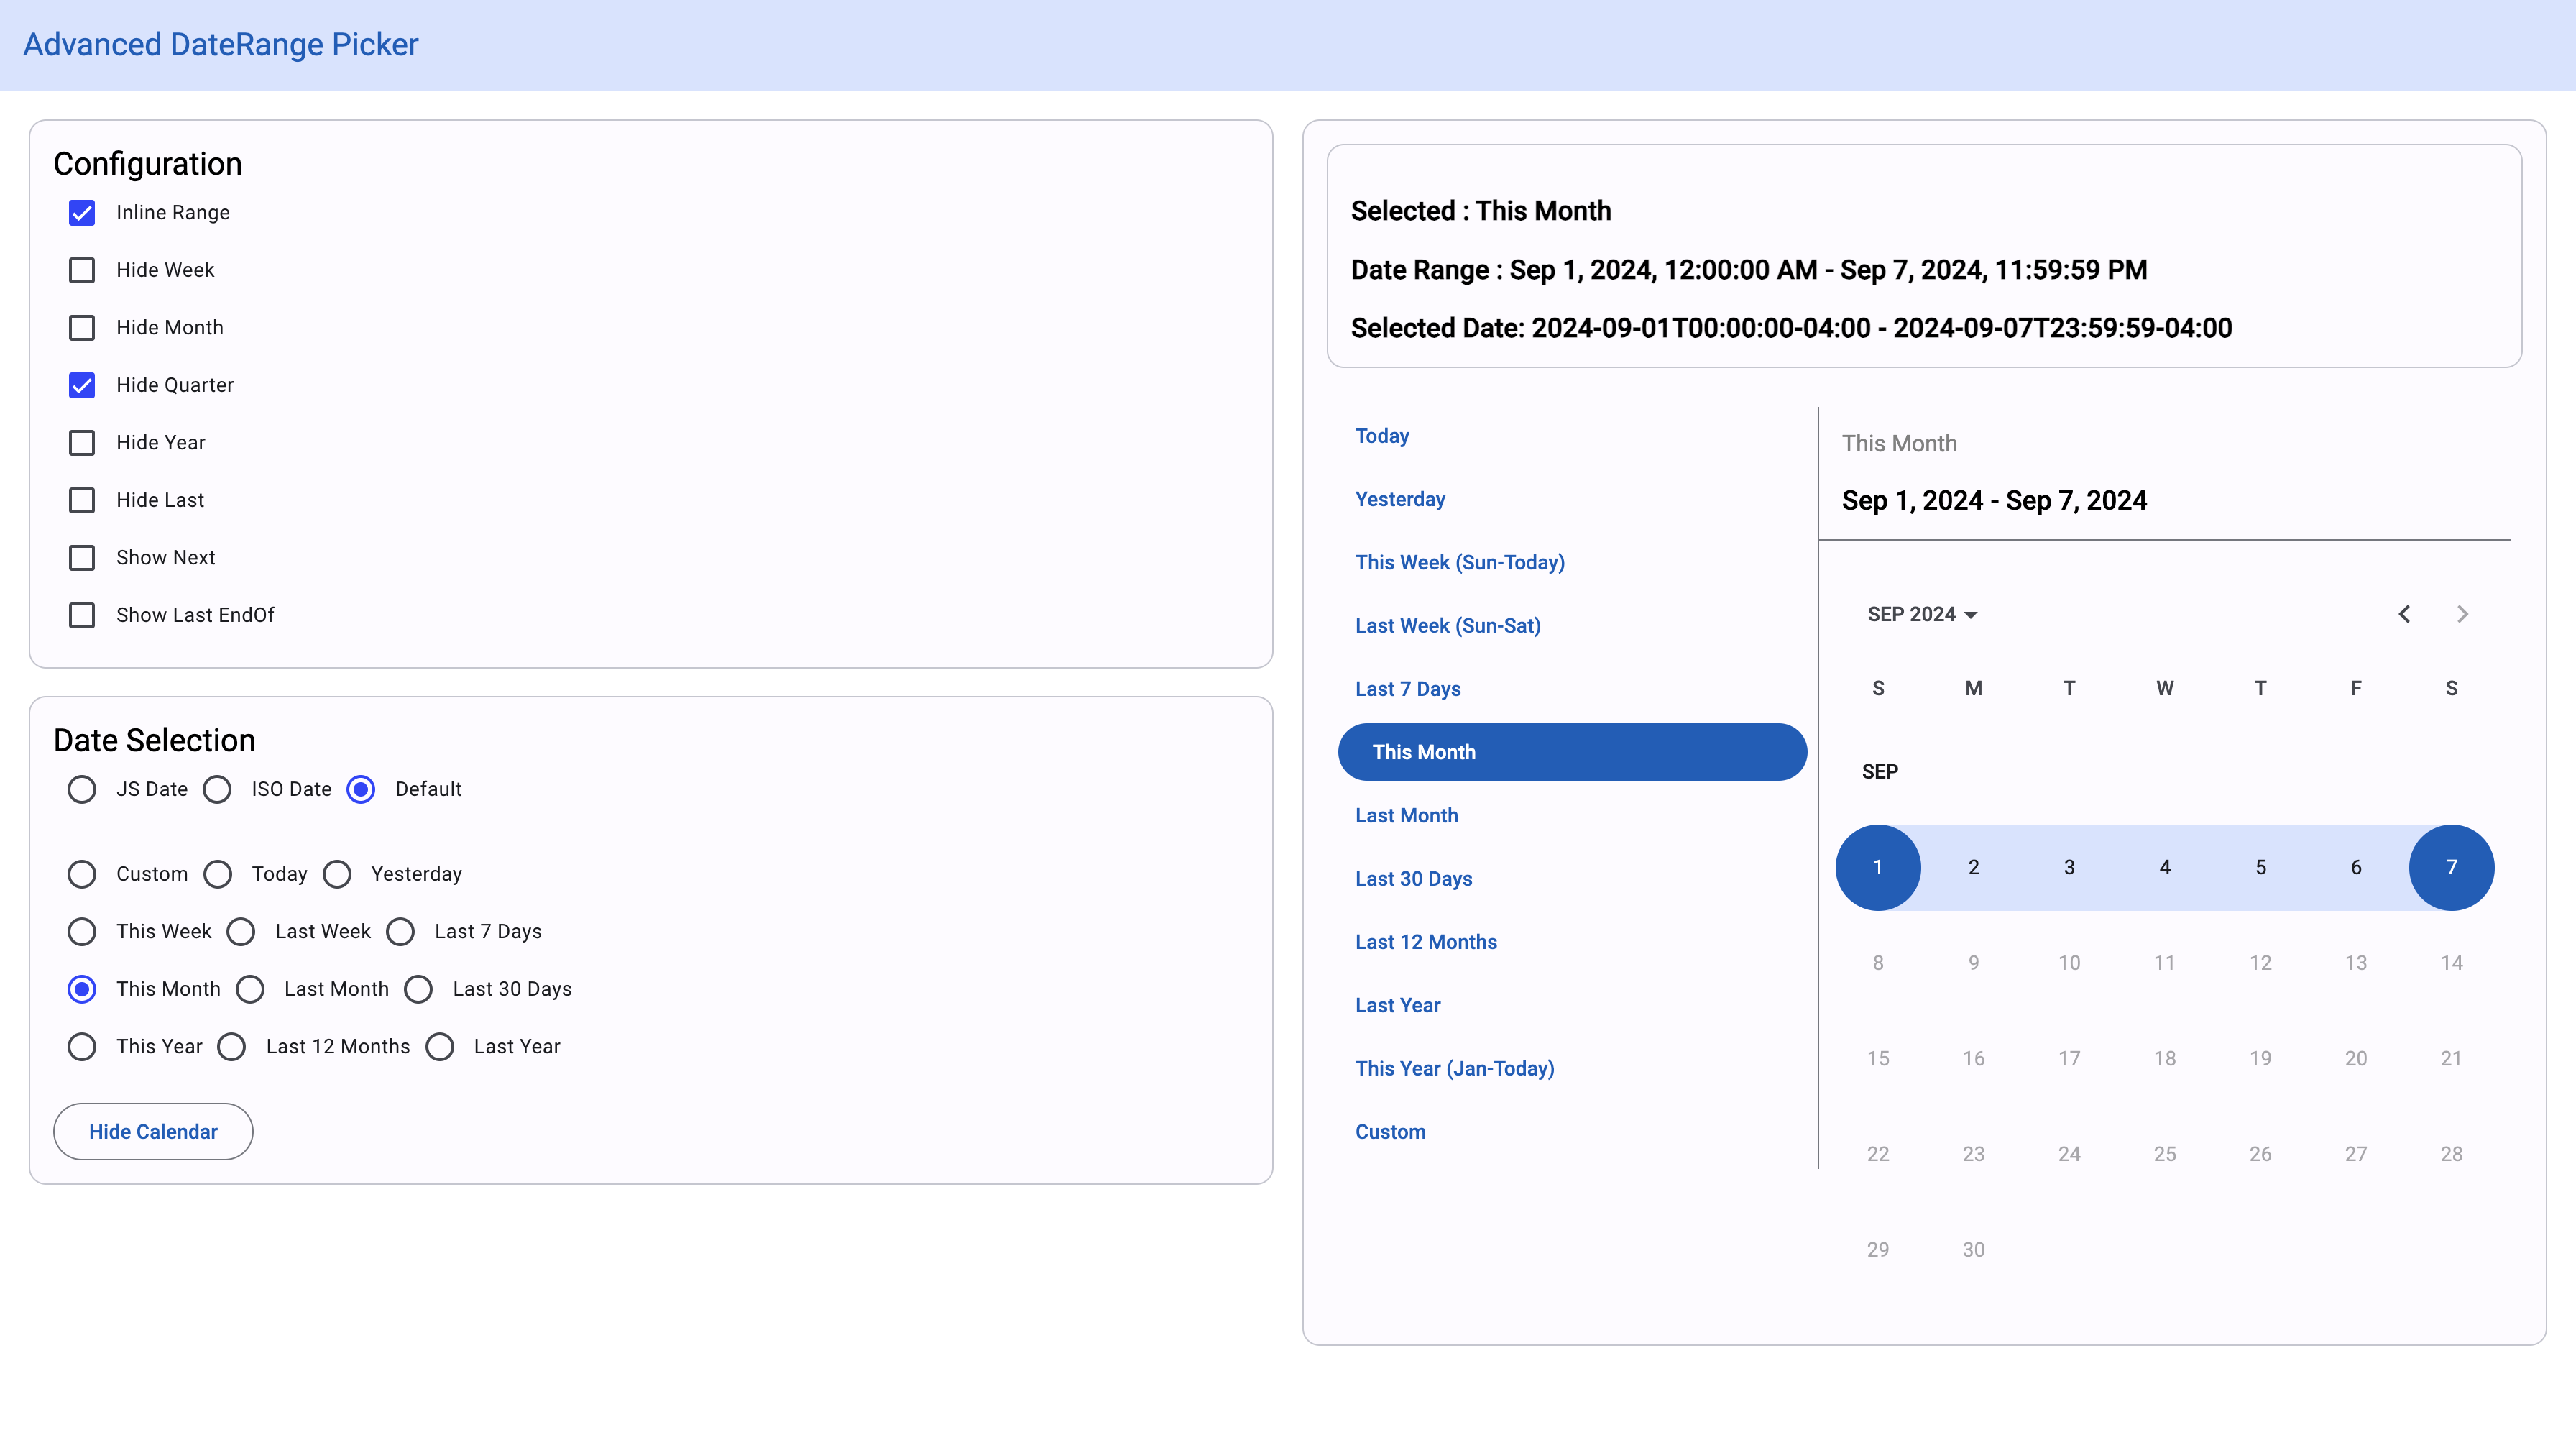 Advanced DateRange Picker
Configuration
Inline Range
Hide Week
Hide Month
Hide Quarter
Hide Year
Hide Last
Show Next
Show Last EndOf
Date Selection
JS Date ISO Date Default
Custom Today Yesterday
This Week Last Week Last 7 Days
This Month Last Month Last 30 Days
This Year Last 12 Months Last Year
Hide Calendar
Selected : This Month
Date Range : Sep 1, 2024, 12:00:00 AM - Sep 7, 2024, 11:59:59 PM
Selected Date: 2024-09-01T00:00:00-04:00 - 2024-09-07T23:59:59-04:00
Today
Yesterday
This Week (Sun-Today)
Last Week (Sun-Sat)
Last 7 Days
This Month
Last Month
Last 30 Days
Last 12 Months
Last Year
This Year (Jan-Today)
Custom
This Month
Sep 1, 2024 - Sep 7, 2024
SEP 2024
S M T W T F S
SEP
1 2 3 4 5 6 7
8 9 10 11 12 13 14
15 16 17 18 19 20 21
22 23 24 25 26 27 28
29 30